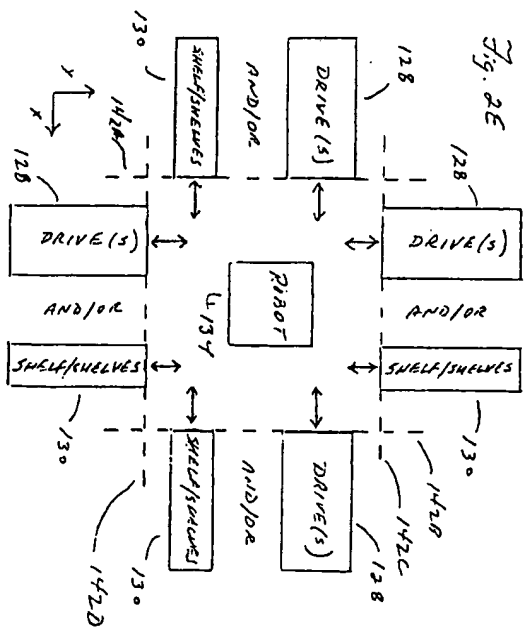 Fig. 2E
Y
X
130
SHELF/SHELVES
AND/OR
DRIVE(S)
128
142A
128
DRIVE(S)
AND/OR
SHELF/SHELVES
130
ROBOT
134
128
DRIVE(S)
AND/OR
SHELF/SHELVES
130
SHELF/SHELVES
130
AND/OR
DRIVE(S)
128
142B
142C
142D